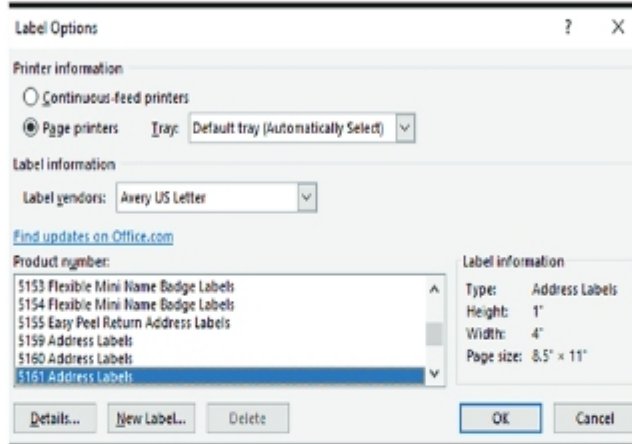 Label Options ? X
Printer information
Continuous-feed printers
Page printers Tray: Default tray (Automatically Select)
Label information
Label vendors: Avery US Letter
Find updates on Office.com
Product number:
5153 Flexible Mini Name Badge Labels
5154 Flexible Mini Name Badge Labels
5155 Easy Peel Return Address Labels
5159 Address Labels
5160 Address Labels
5161 Address Labels
Label information
Type: Address Labels
Height: 1"
Width: 4"
Page size: 8.5" × 11"
Details... New Label... Delete OK Cancel